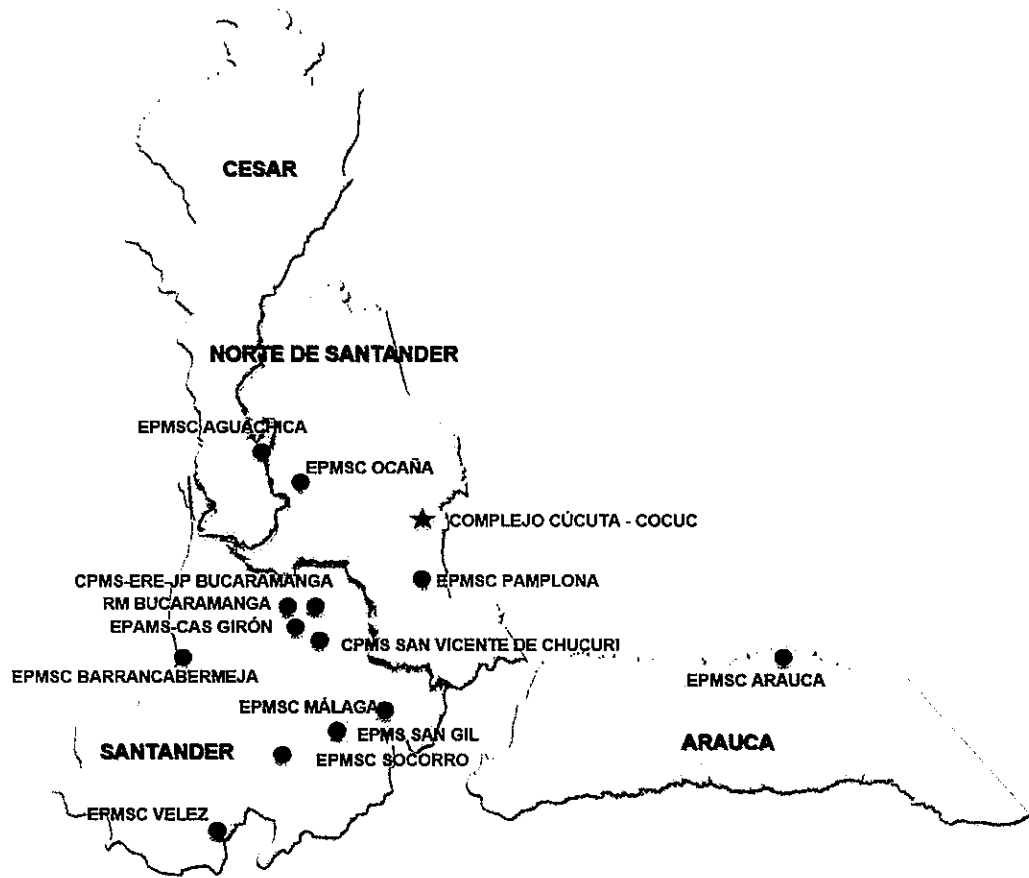 CESAR
NORTE DE SANTANDER
EPMSC AGUACHICA
EPMSC OCAÑA
COMPLEJO CÚCUTA - COCUC
CPMS-ERE-JP BUCARAMANGA
EPMSC PAMPLONA
RM BUCARAMANGA
EPAMS-CAS GIRÓN
CPMS SAN VICENTE DE CHUCURI
EPMSC BARRANCABERMEJA
EPMSC ARAUCA
EPMSC MÁLAGA
EPMS SAN GIL
SANTANDER
ARAUCA
EPMSC SOCORRO
EPMSC VELEZ